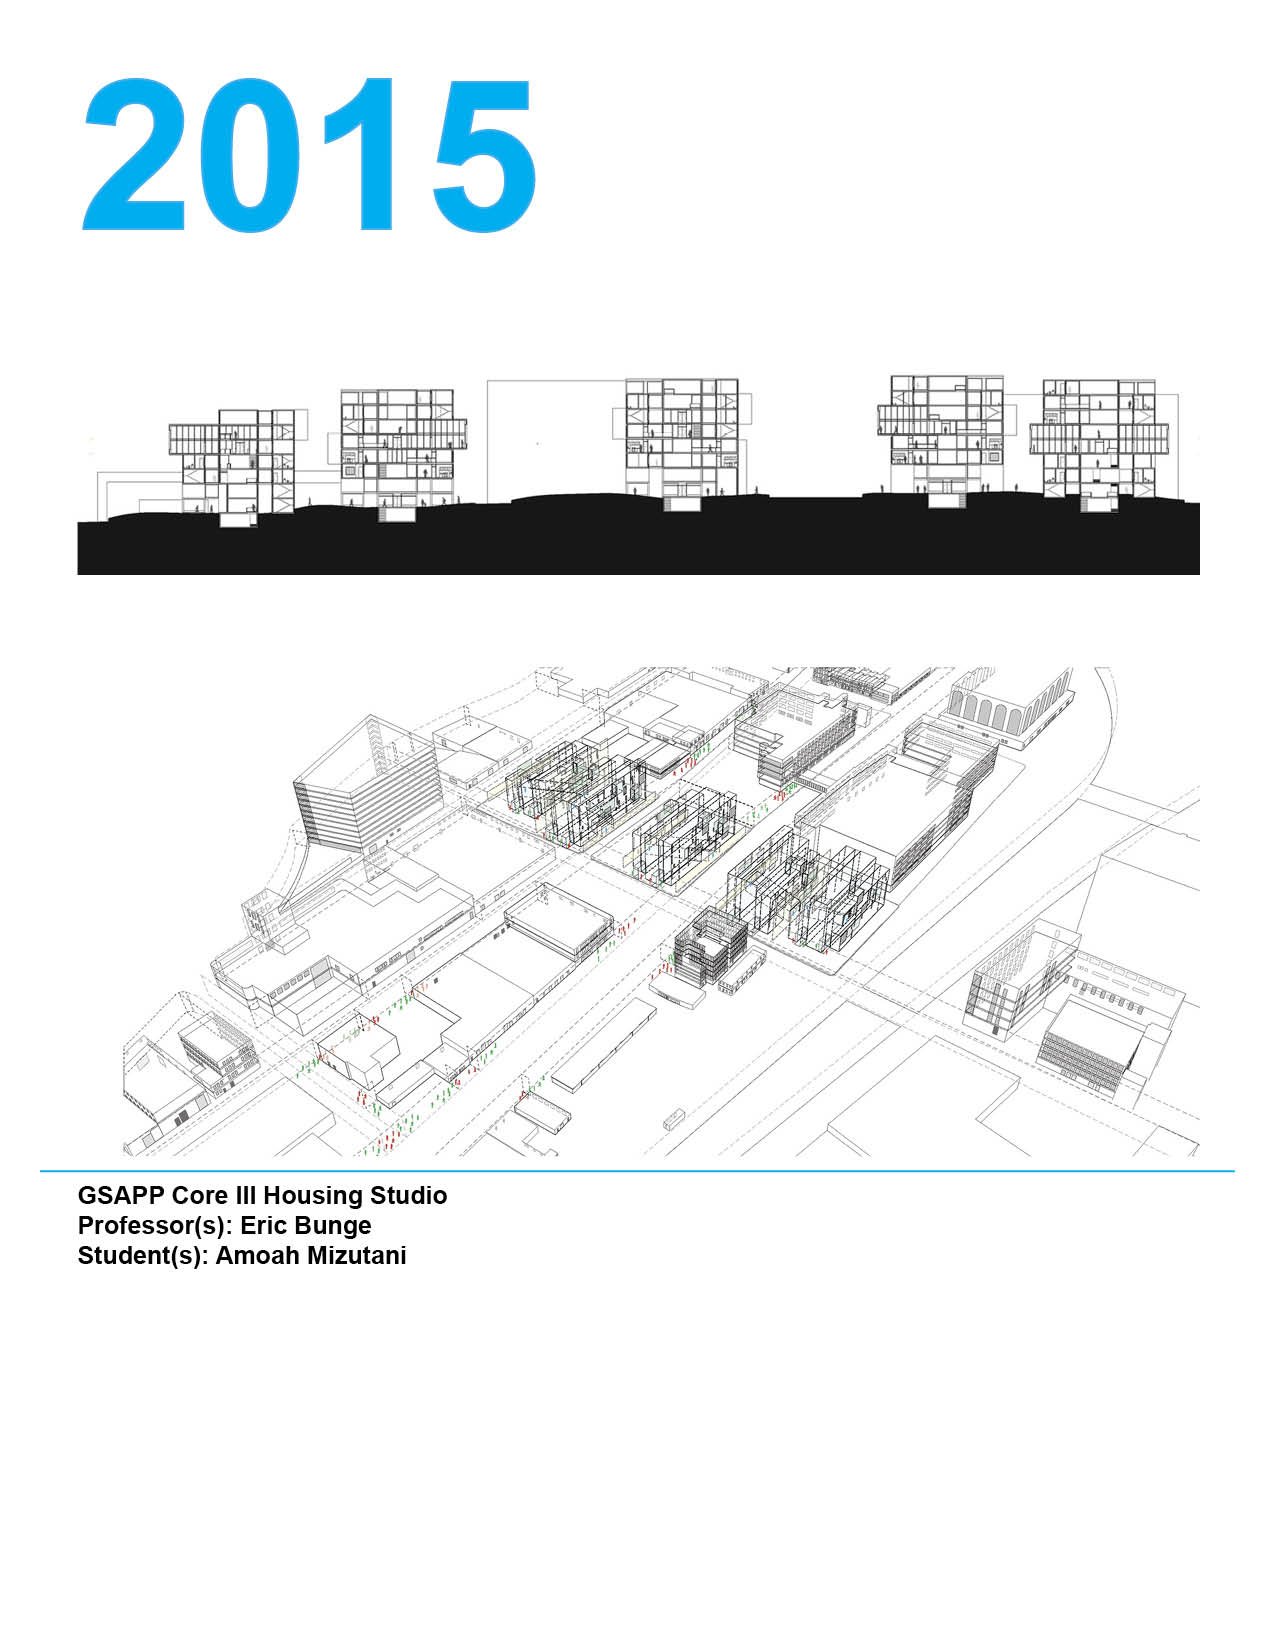 2015
GSAPP Core III Housing Studio
Professor(s): Eric Bunge
Student(s): Amoah Mizutani